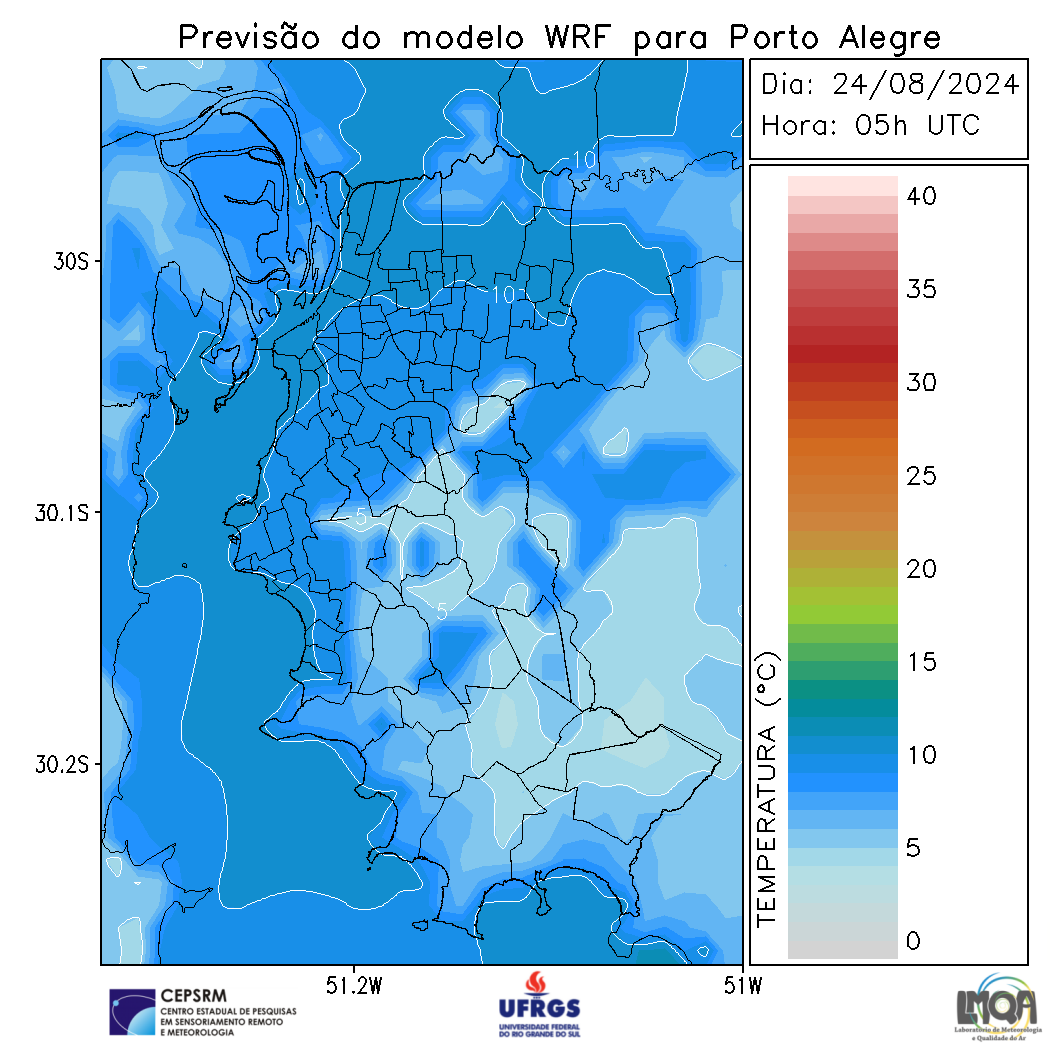 Previsão do modelo WRF para Porto Alegre
Dia: 24/08/2024
Hora: 05h UTC
10
30S
10
30.1S
5
5
30.2S
51.2W
51W
40
35
30
25
20
15
10
5
0
TEMPERATURA (°C)
CEPSRM
CENTRO ESTADUAL DE PESQUISAS
EM SENSORIAMENTO REMOTO
E METEOROLOGIA
UFRGS
UNIVERSIDADE FEDERAL
DO RIO GRANDE DO SUL
LMQA
Laboratório de Meteorologia
e Qualidade do Ar